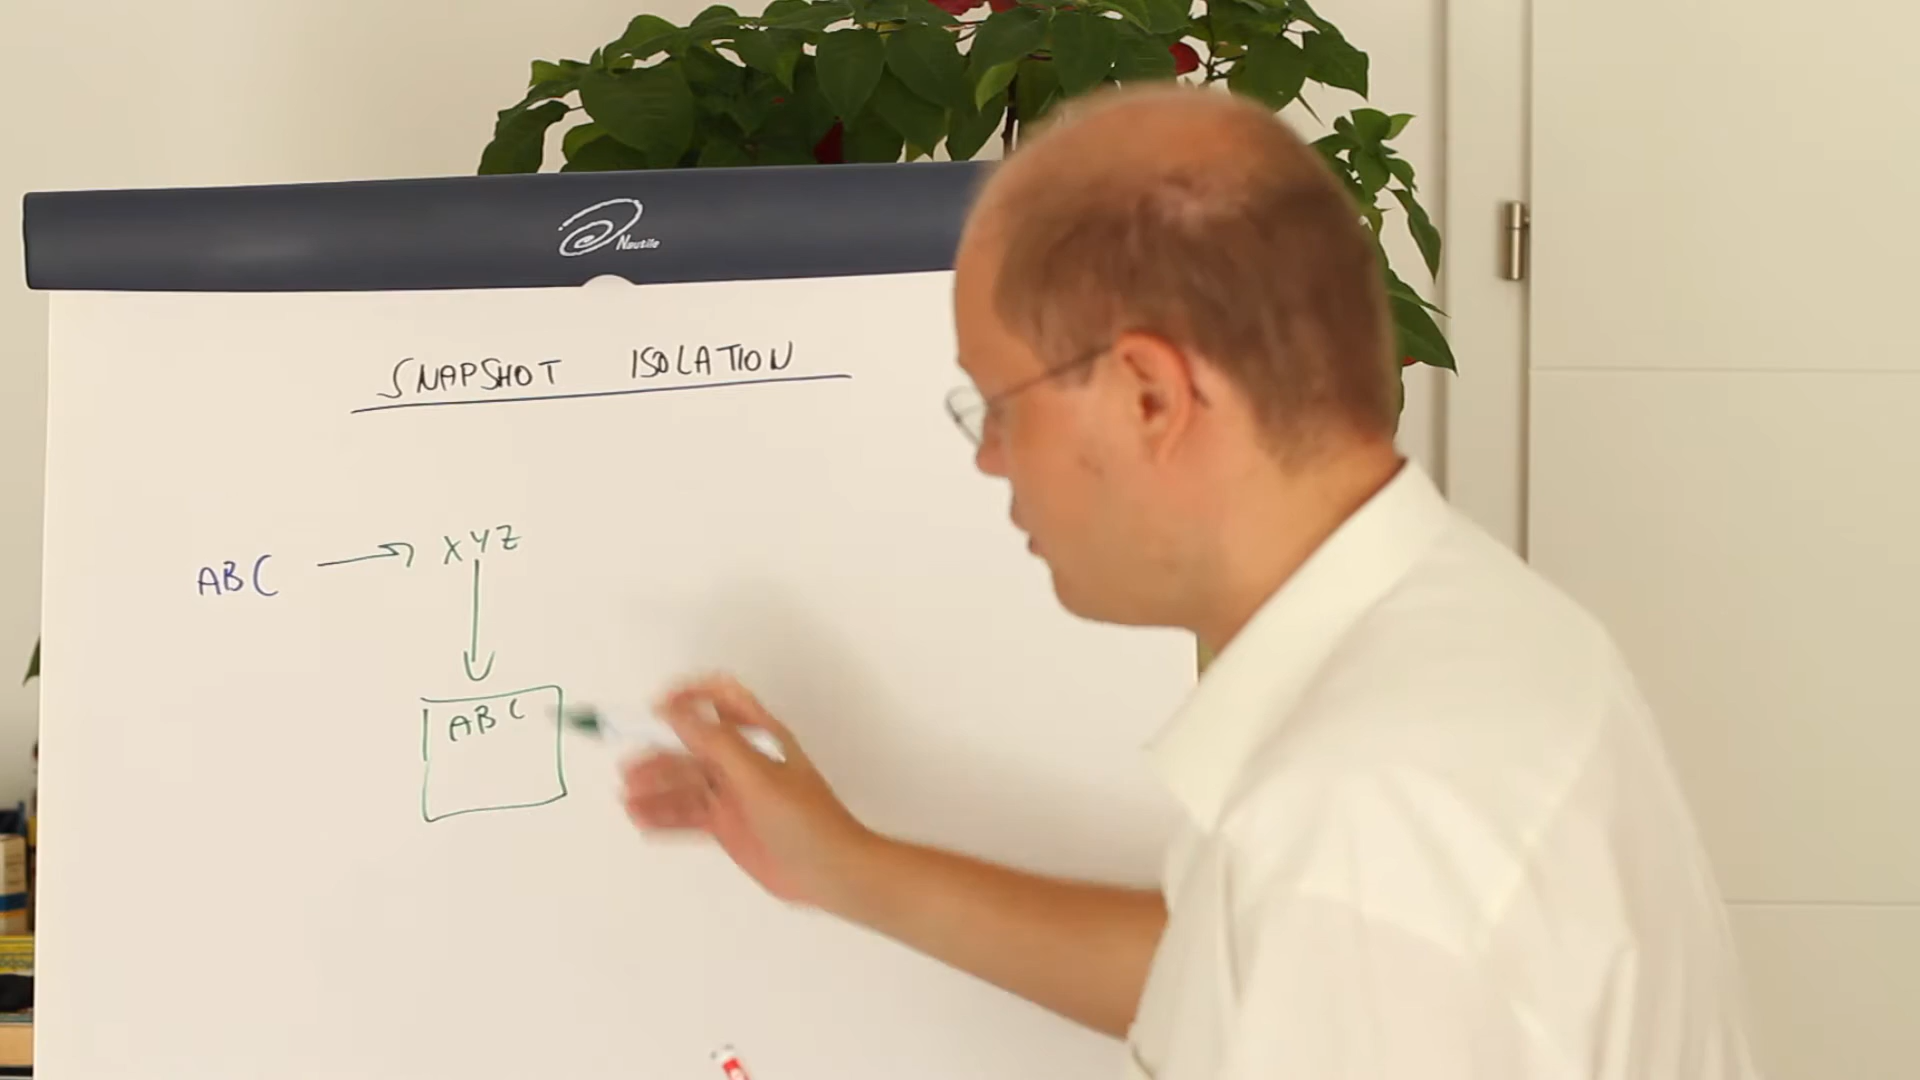 Nautile
SNAPSHOT ISOLATION
ABC → XYZ
ABC